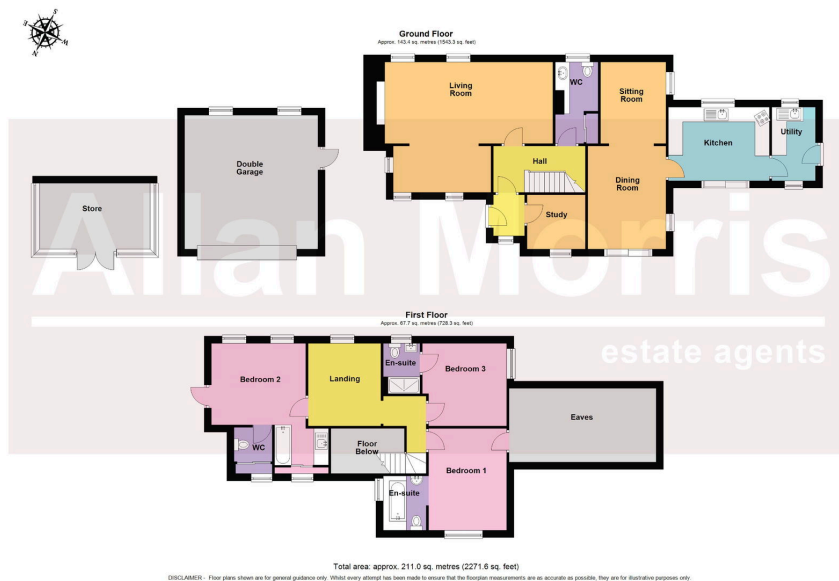 S
E
W
N
Ground Floor
Approx. 143.4 sq. metres (1543.3 sq. feet)
Living
Room
WC
Sitting
Room
Kitchen
Utility
Double
Garage
Hall
Dining
Room
Store
Study
Allan Morris
estate agents
First Floor
Approx. 67.7 sq. metres (728.3 sq. feet)
En-suite
Bedroom 3
Bedroom 2
Landing
Eaves
WC
Floor
Below
Bedroom 1
En-suite
Total area: approx. 211.0 sq. metres (2271.6 sq. feet)
DISCLAIMER - Floor plans shown are for general guidance only. Whilst every attempt has been made to ensure that the floorplan measurements are as accurate as possible, they are for illustrative purposes only.